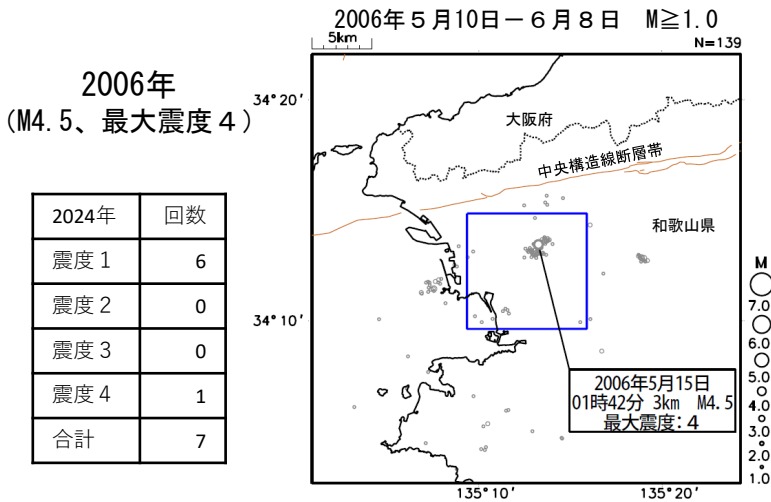 2006年５月10日－６月８日 M≧1.0
5km
N=139
2006年
(M4.5、最大震度４)
34°20′
大阪府
中央構造線断層帯
和歌山県
2024年 回数
震度１ 6
震度２ 0
震度３ 0
震度４ 1
合計 7
34°10′
2006年5月15日
01時42分 3km M4.5
最大震度：4
M
7.0
6.0
5.0
4.0
3.0
2.0
1.0
135°10′ 135°20′